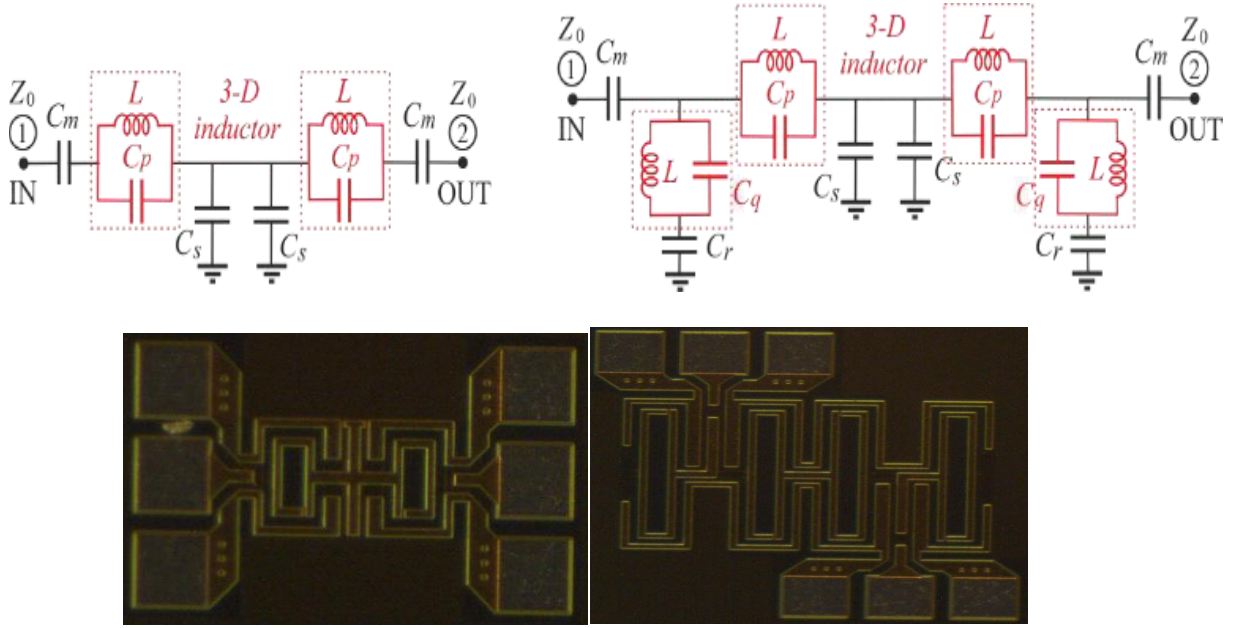 Z0
1
IN
Cm
L
Cp
3-D
inductor
Cs
Cs
L
Cp
Cm
Z0
2
OUT
Z0
1
IN
Cm
L
Cq
Cr
L
Cp
3-D
inductor
Cs
Cs
L
Cp
Cq
L
Cr
Cm
Z0
2
OUT